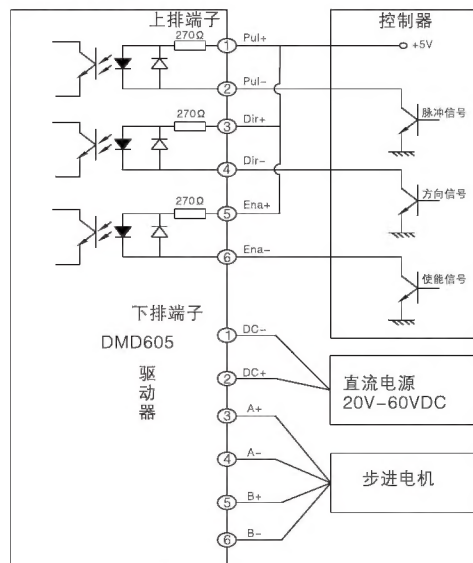 上排端子
控制器
270Ω
① Pul+
+5V
② Pul-
脉冲信号
270Ω
③ Dir+
④ Dir-
方向信号
270Ω
⑤ Ena+
⑥ Ena-
使能信号
下排端子
DMD605
驱动器
① DC-
② DC+
直流电源
20V-60VDC
③ A+
④ A-
步进电机
⑤ B+
⑥ B-